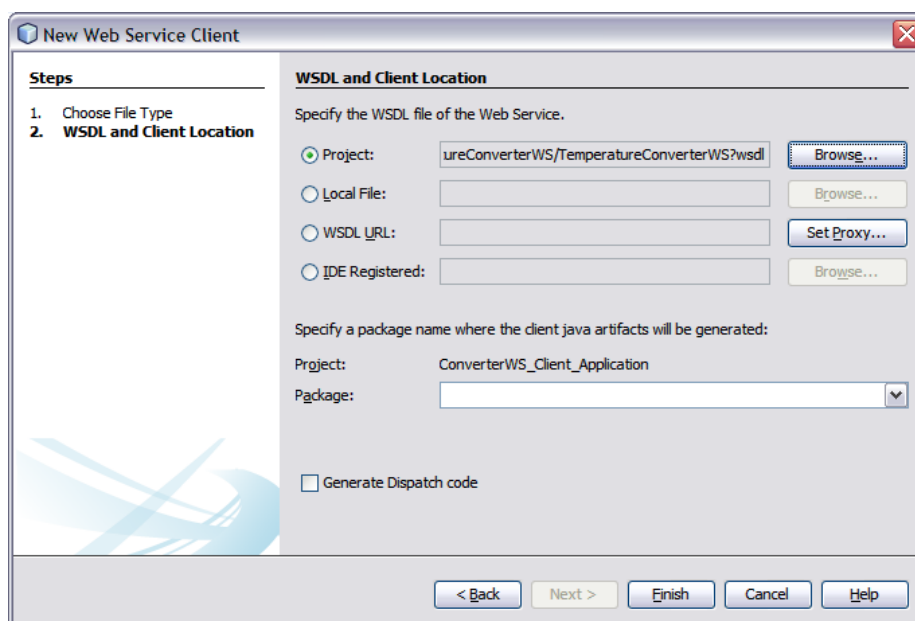 New Web Service Client
Steps
1. Choose File Type
2. WSDL and Client Location
WSDL and Client Location
Specify the WSDL file of the Web Service.
Project: ureConverterWS/TemperatureConverterWS?wsdl Browse...
Local File: Browse...
WSDL URL: Set Proxy...
IDE Registered: Browse...
Specify a package name where the client java artifacts will be generated:
Project: ConverterWS_Client_Application
Package:
Generate Dispatch code
< Back Next > Finish Cancel Help